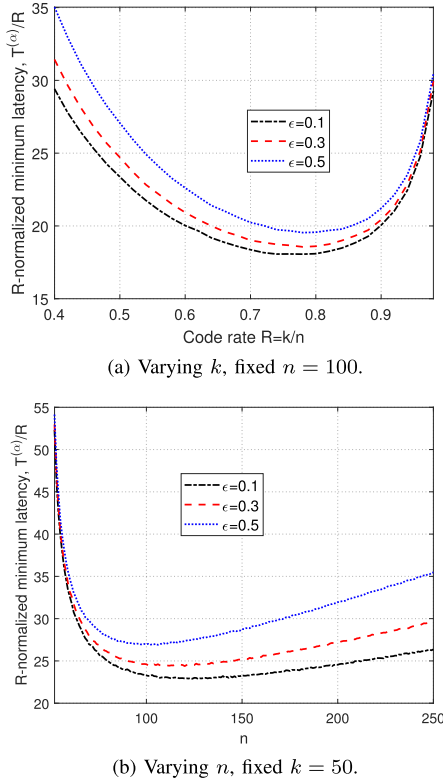 35
30
25
20
15
R-normalized minimum latency, T^(α)/R
ϵ=0.1
ϵ=0.3
ϵ=0.5
0.4 0.5 0.6 0.7 0.8 0.9
Code rate R=k/n
(a) Varying k, fixed n = 100.
55
50
45
40
35
30
25
20
R-normalized minimum latency, T^(α)/R
ϵ=0.1
ϵ=0.3
ϵ=0.5
100 150 200 250
n
(b) Varying n, fixed k = 50.